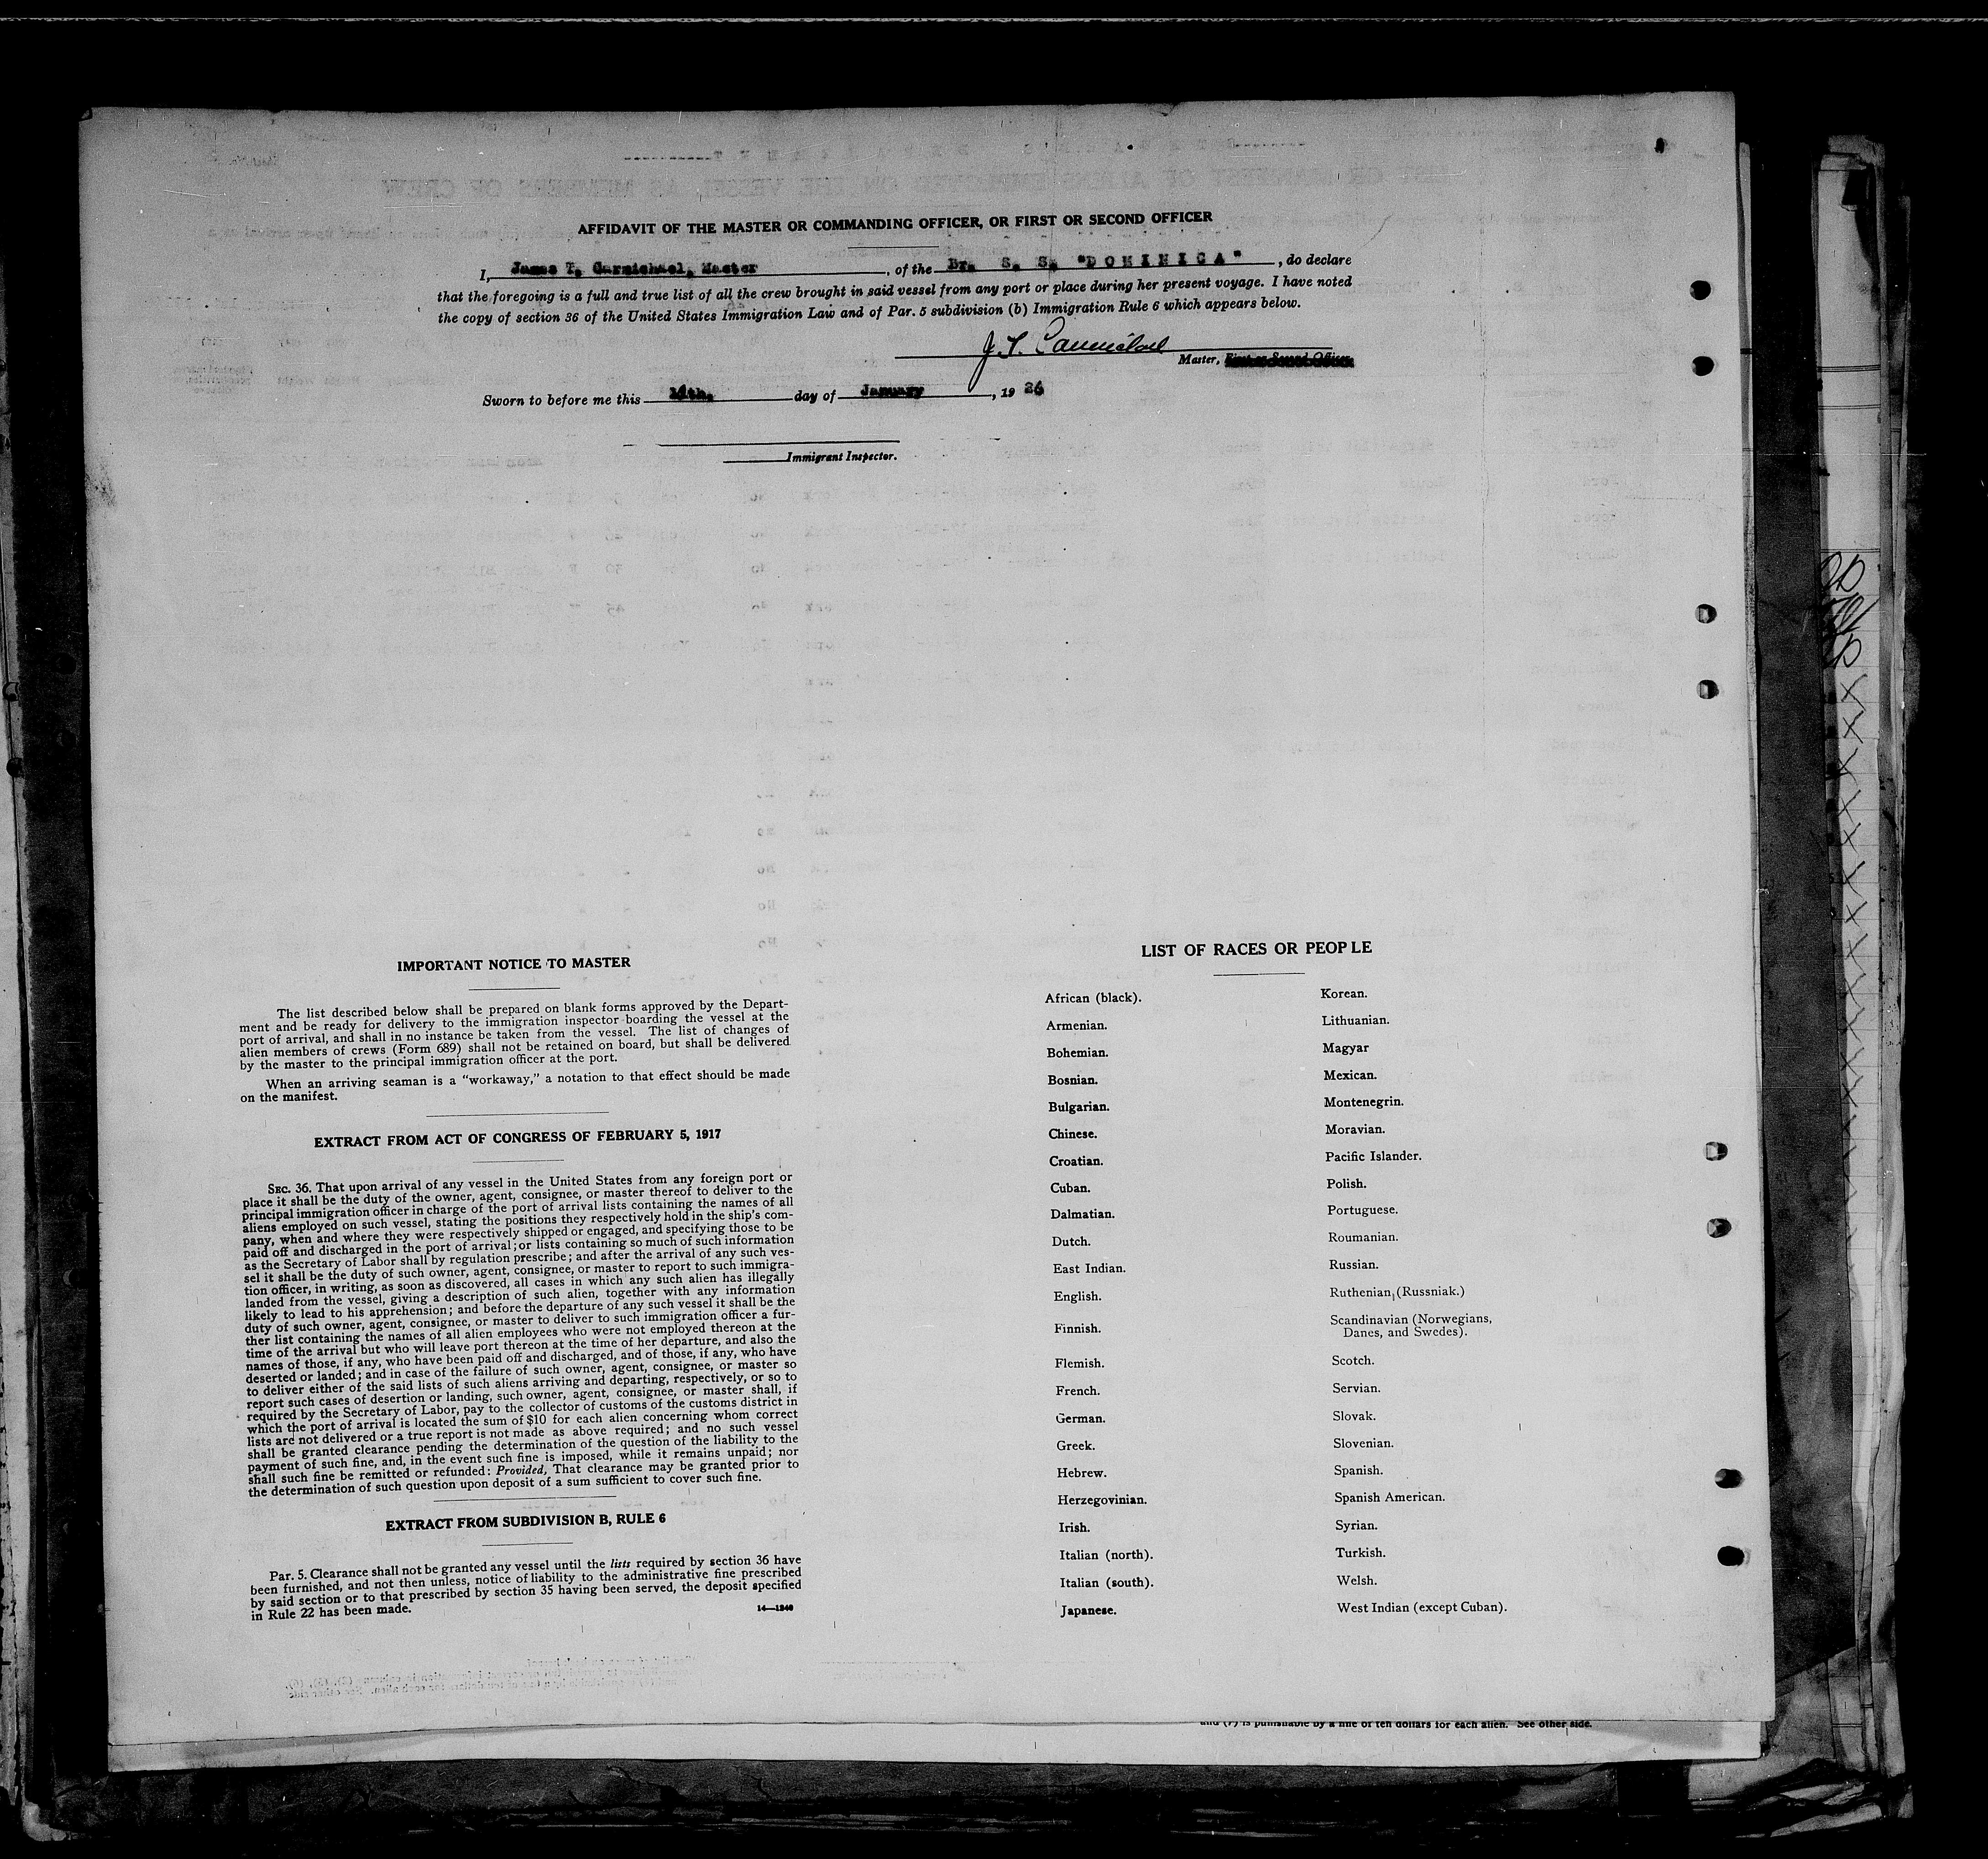 AFFIDAVIT OF THE MASTER OR COMMANDING OFFICER, OR FIRST OR SECOND OFFICER
I, James T. Carmichael, Master, of the Br. S. S. "DOMINICA", do declare
that the foregoing is a full and true list of all the crew brought in said vessel from any port or place during her present voyage. I have noted
the copy of section 36 of the United States Immigration Law and of Par. 5 subdivision (b) Immigration Rule 6 which appears below.
J. T. Carmichael
Master, First or Second Officer.
Sworn to before me this day of January, 19
Immigrant Inspector.
IMPORTANT NOTICE TO MASTER
The list described below shall be prepared on blank forms approved by the Depart-
ment and be ready for delivery to the immigration inspector boarding the vessel at the
port of arrival, and shall in no instance be taken from the vessel. The list of changes of
alien members of crews (Form 689) shall not be retained on board, but shall be delivered
by the master to the principal immigration officer at the port.
When an arriving seaman is a "workaway," a notation to that effect should be made
on the manifest.
EXTRACT FROM ACT OF CONGRESS OF FEBRUARY 5, 1917
SEC. 36. That upon arrival of any vessel in the United States from any foreign port or
place it shall be the duty of the owner, agent, consignee, or master thereof to deliver to the
principal immigration officer in charge of the port of arrival lists containing the names of all
aliens employed on such vessel, stating the positions they respectively hold in the ship's com-
pany, when and where they were respectively shipped or engaged, and specifying those to be
paid off and discharged in the port of arrival; or lists containing so much of such information
as the Secretary of Labor shall by regulation prescribe; and after the arrival of any such ves-
sel it shall be the duty of such owner, agent, consignee, or master to report to such immigra-
tion officer, in writing, as soon as discovered, all cases in which any such alien has illegally
landed from the vessel, giving a description of such alien, together with any information
likely to lead to his apprehension; and before the departure of any such vessel it shall be the
duty of such owner, agent, consignee, or master to deliver to such immigration officer a fur-
ther list containing the names of all alien employees who were not employed thereon at the
time of the arrival but who will leave port thereon at the time of her departure, and also the
names of those, if any, who have been paid off and discharged, and of those, if any, who have
deserted or landed; and in case of the failure of such owner, agent, consignee, or master so
to deliver either of the said lists of such aliens arriving and departing, respectively, or so to
report such cases of desertion or landing, such owner, agent, consignee, or master shall, if
required by the Secretary of Labor, pay to the collector of customs of the customs district in
which the port of arrival is located the sum of $10 for each alien concerning whom correct
lists are not delivered or a true report is not made as above required; and no such vessel
shall be granted clearance pending the determination of the question of the liability to the
payment of such fine, and, in the event such fine is imposed, while it remains unpaid; nor
shall such fine be remitted or refunded: Provided, That clearance may be granted prior to
the determination of such question upon deposit of a sum sufficient to cover such fine.
EXTRACT FROM SUBDIVISION B, RULE 6
Par. 5. Clearance shall not be granted any vessel until the lists required by section 36 have
been furnished, and not then unless, notice of liability to the administrative fine prescribed
by said section or to that prescribed by section 35 having been served, the deposit specified
in Rule 22 has been made.
14—1240
LIST OF RACES OR PEOPLE
African (black).
Armenian.
Bohemian.
Bosnian.
Bulgarian.
Chinese.
Croatian.
Cuban.
Dalmatian.
Dutch.
East Indian.
English.
Finnish.
Flemish.
French.
German.
Greek.
Hebrew.
Herzegovinian.
Irish.
Italian (north).
Italian (south).
Japanese.
Korean.
Lithuanian.
Magyar
Mexican.
Montenegrin.
Moravian.
Pacific Islander.
Polish.
Portuguese.
Roumanian.
Russian.
Ruthenian (Russniak.)
Scandinavian (Norwegians,
Danes, and Swedes).
Scotch.
Servian.
Slovak.
Slovenian.
Spanish.
Spanish American.
Syrian.
Turkish.
Welsh.
West Indian (except Cuban).
and (7) is punishable by a fine of ten dollars for each alien. See other side.